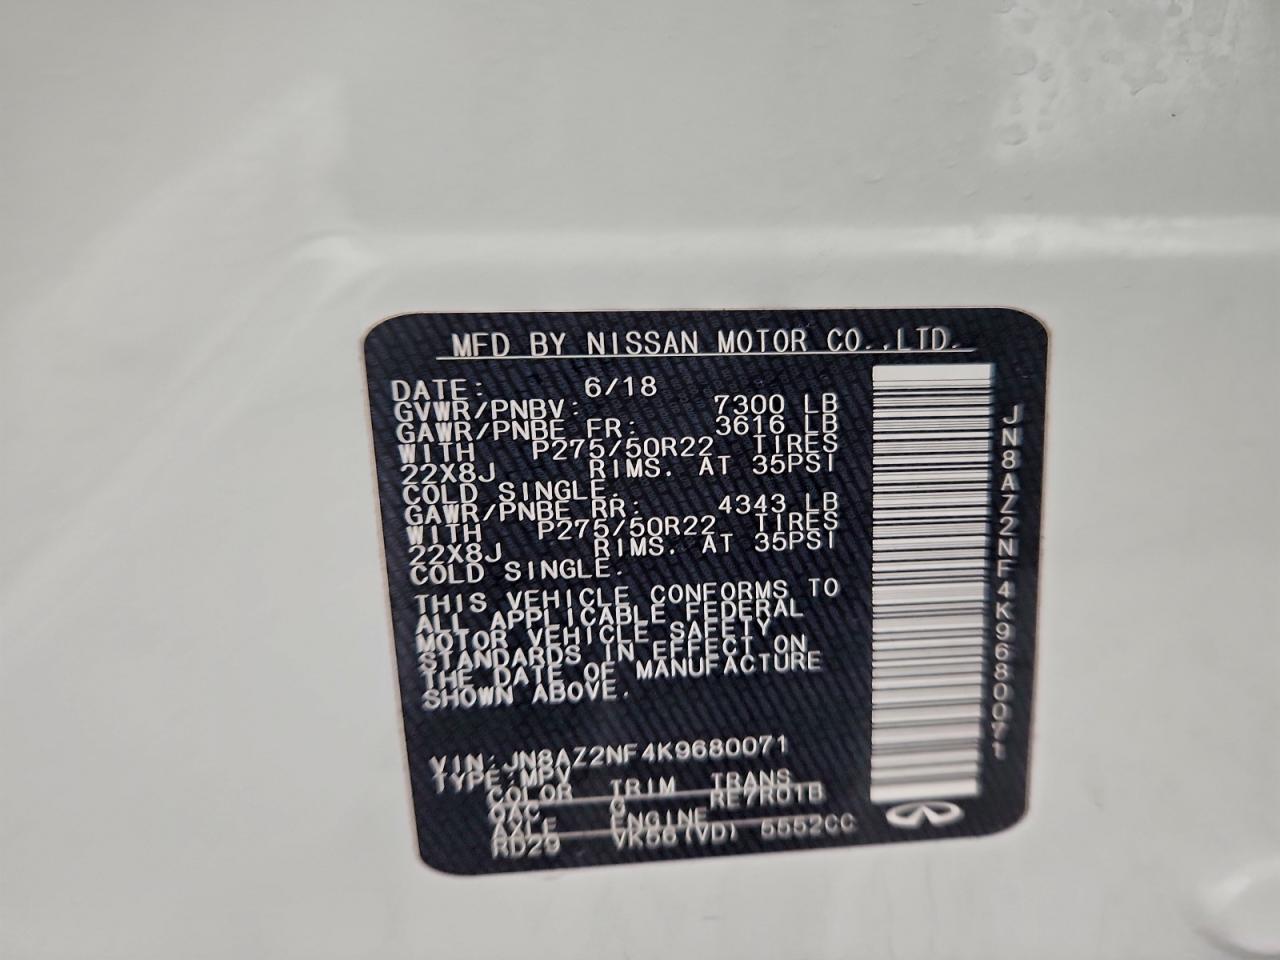 MFD BY NISSAN MOTOR CO.,LTD.
DATE: 6/18
GVWR/PNBV: 7300 LB
GAWR/PNBE FR: 3616 LB
WITH P275/50R22 TIRES
22X8J RIMS. AT 35PSI
COLD SINGLE.
GAWR/PNBE RR: 4343 LB
WITH P275/50R22 TIRES
22X8J RIMS. AT 35PSI
COLD SINGLE.
THIS VEHICLE CONFORMS TO
ALL APPLICABLE FEDERAL
MOTOR VEHICLE SAFETY
STANDARDS IN EFFECT ON
THE DATE OF MANUFACTURE
SHOWN ABOVE.
VIN: JN8AZ2NF4K9680071
TYPE:MPV
COLOR TRIM TRANS
QAC G RE7R01B
AXLE ENGINE
RD29 VK56(VD) 5552CC
JN8AZ2NF4K9680071